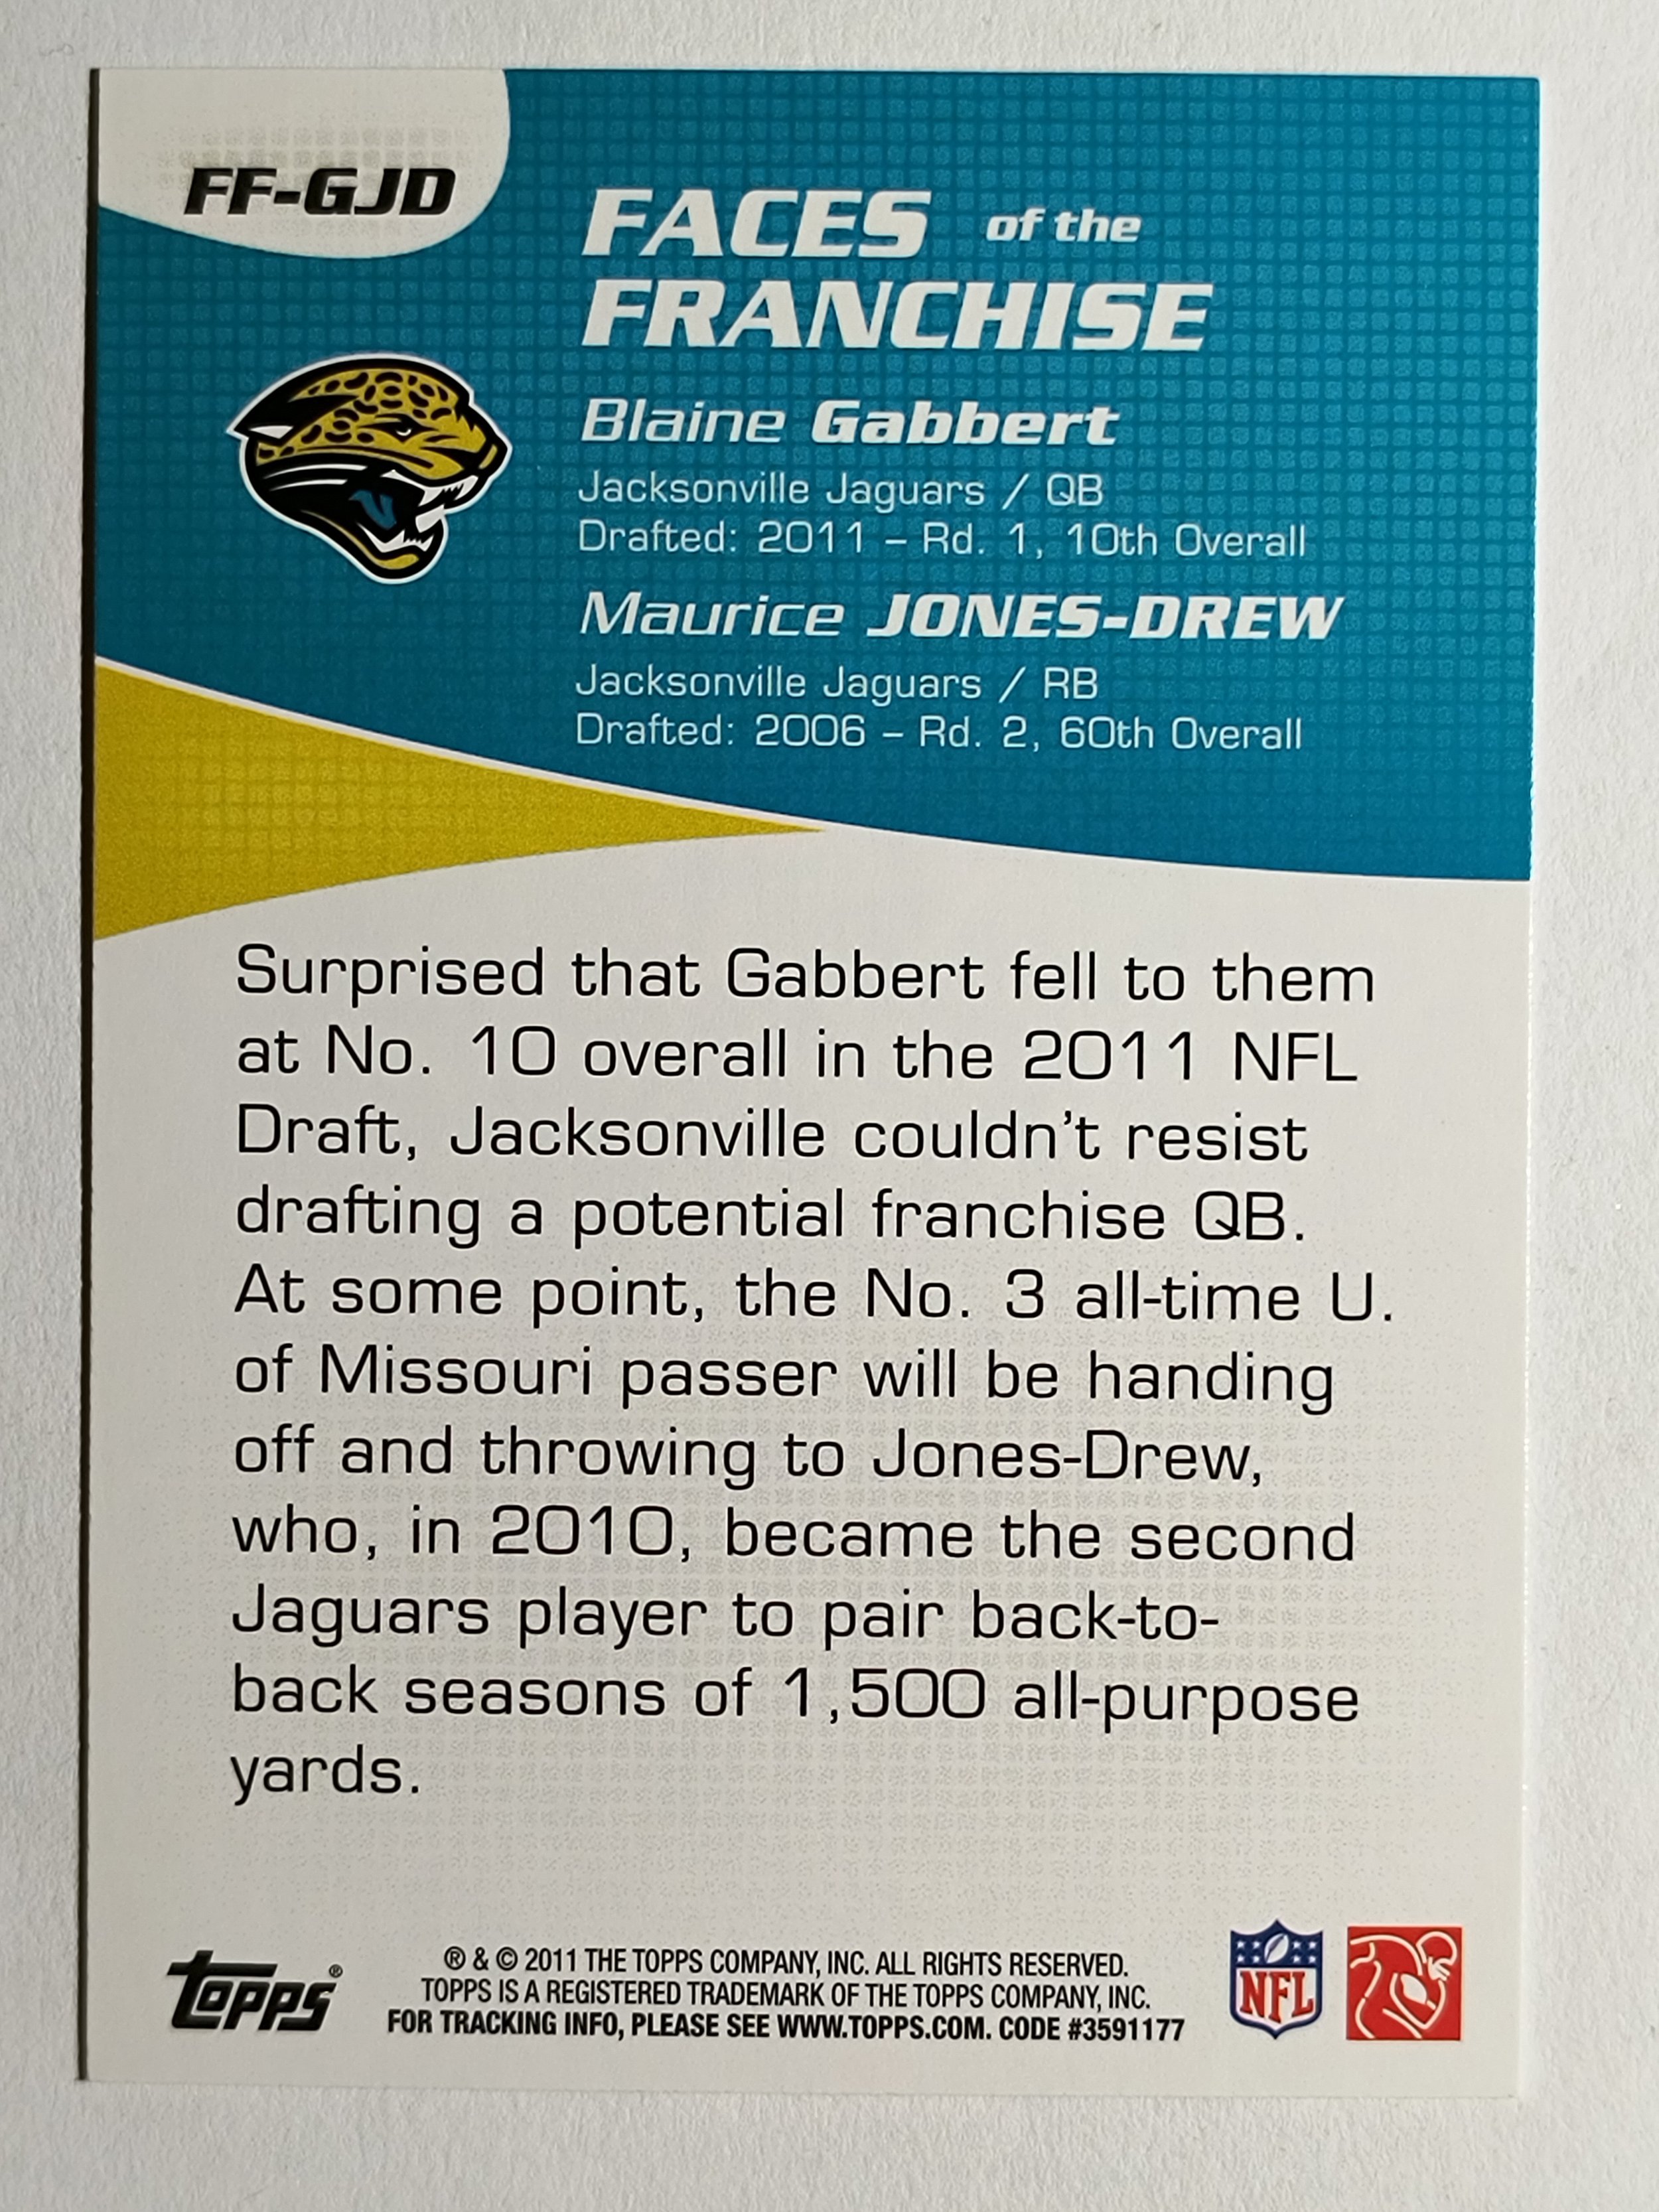 FF-GJD
FACES of the
FRANCHISE
Blaine Gabbert
Jacksonville Jaguars / QB
Drafted: 2011 – Rd. 1, 10th Overall
Maurice JONES-DREW
Jacksonville Jaguars / RB
Drafted: 2006 – Rd. 2, 60th Overall
Surprised that Gabbert fell to them
at No. 10 overall in the 2011 NFL
Draft, Jacksonville couldn't resist
drafting a potential franchise QB.
At some point, the No. 3 all-time U.
of Missouri passer will be handing
off and throwing to Jones-Drew,
who, in 2010, became the second
Jaguars player to pair back-to-
back seasons of 1,500 all-purpose
yards.
topps®
® & © 2011 THE TOPPS COMPANY, INC. ALL RIGHTS RESERVED.
TOPPS IS A REGISTERED TRADEMARK OF THE TOPPS COMPANY, INC.
FOR TRACKING INFO, PLEASE SEE WWW.TOPPS.COM. CODE #3591177
NFL